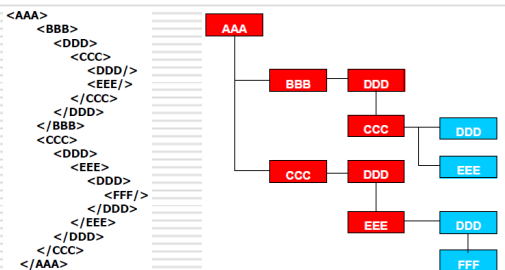 <AAA>
<BBB>
<DDD>
<CCC>
<DDD/>
<EEE/>
</CCC>
</DDD>
</BBB>
<CCC>
<DDD>
<EEE>
<DDD>
<FFF/>
</DDD>
</EEE>
</DDD>
</CCC>
</AAA>
AAA
BBB DDD
CCC DDD
EEE
CCC DDD
EEE DDD
FFF